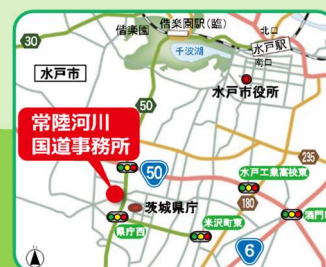 偕楽園
偕楽園駅(臨)
千波湖
水戸駅
北口
南口
30
水戸市
水戸市役所
50
常陸河川
国道事務所
50
235
水戸工業高校東
180
茨城県庁
県庁西
米沢町東
酒門
6